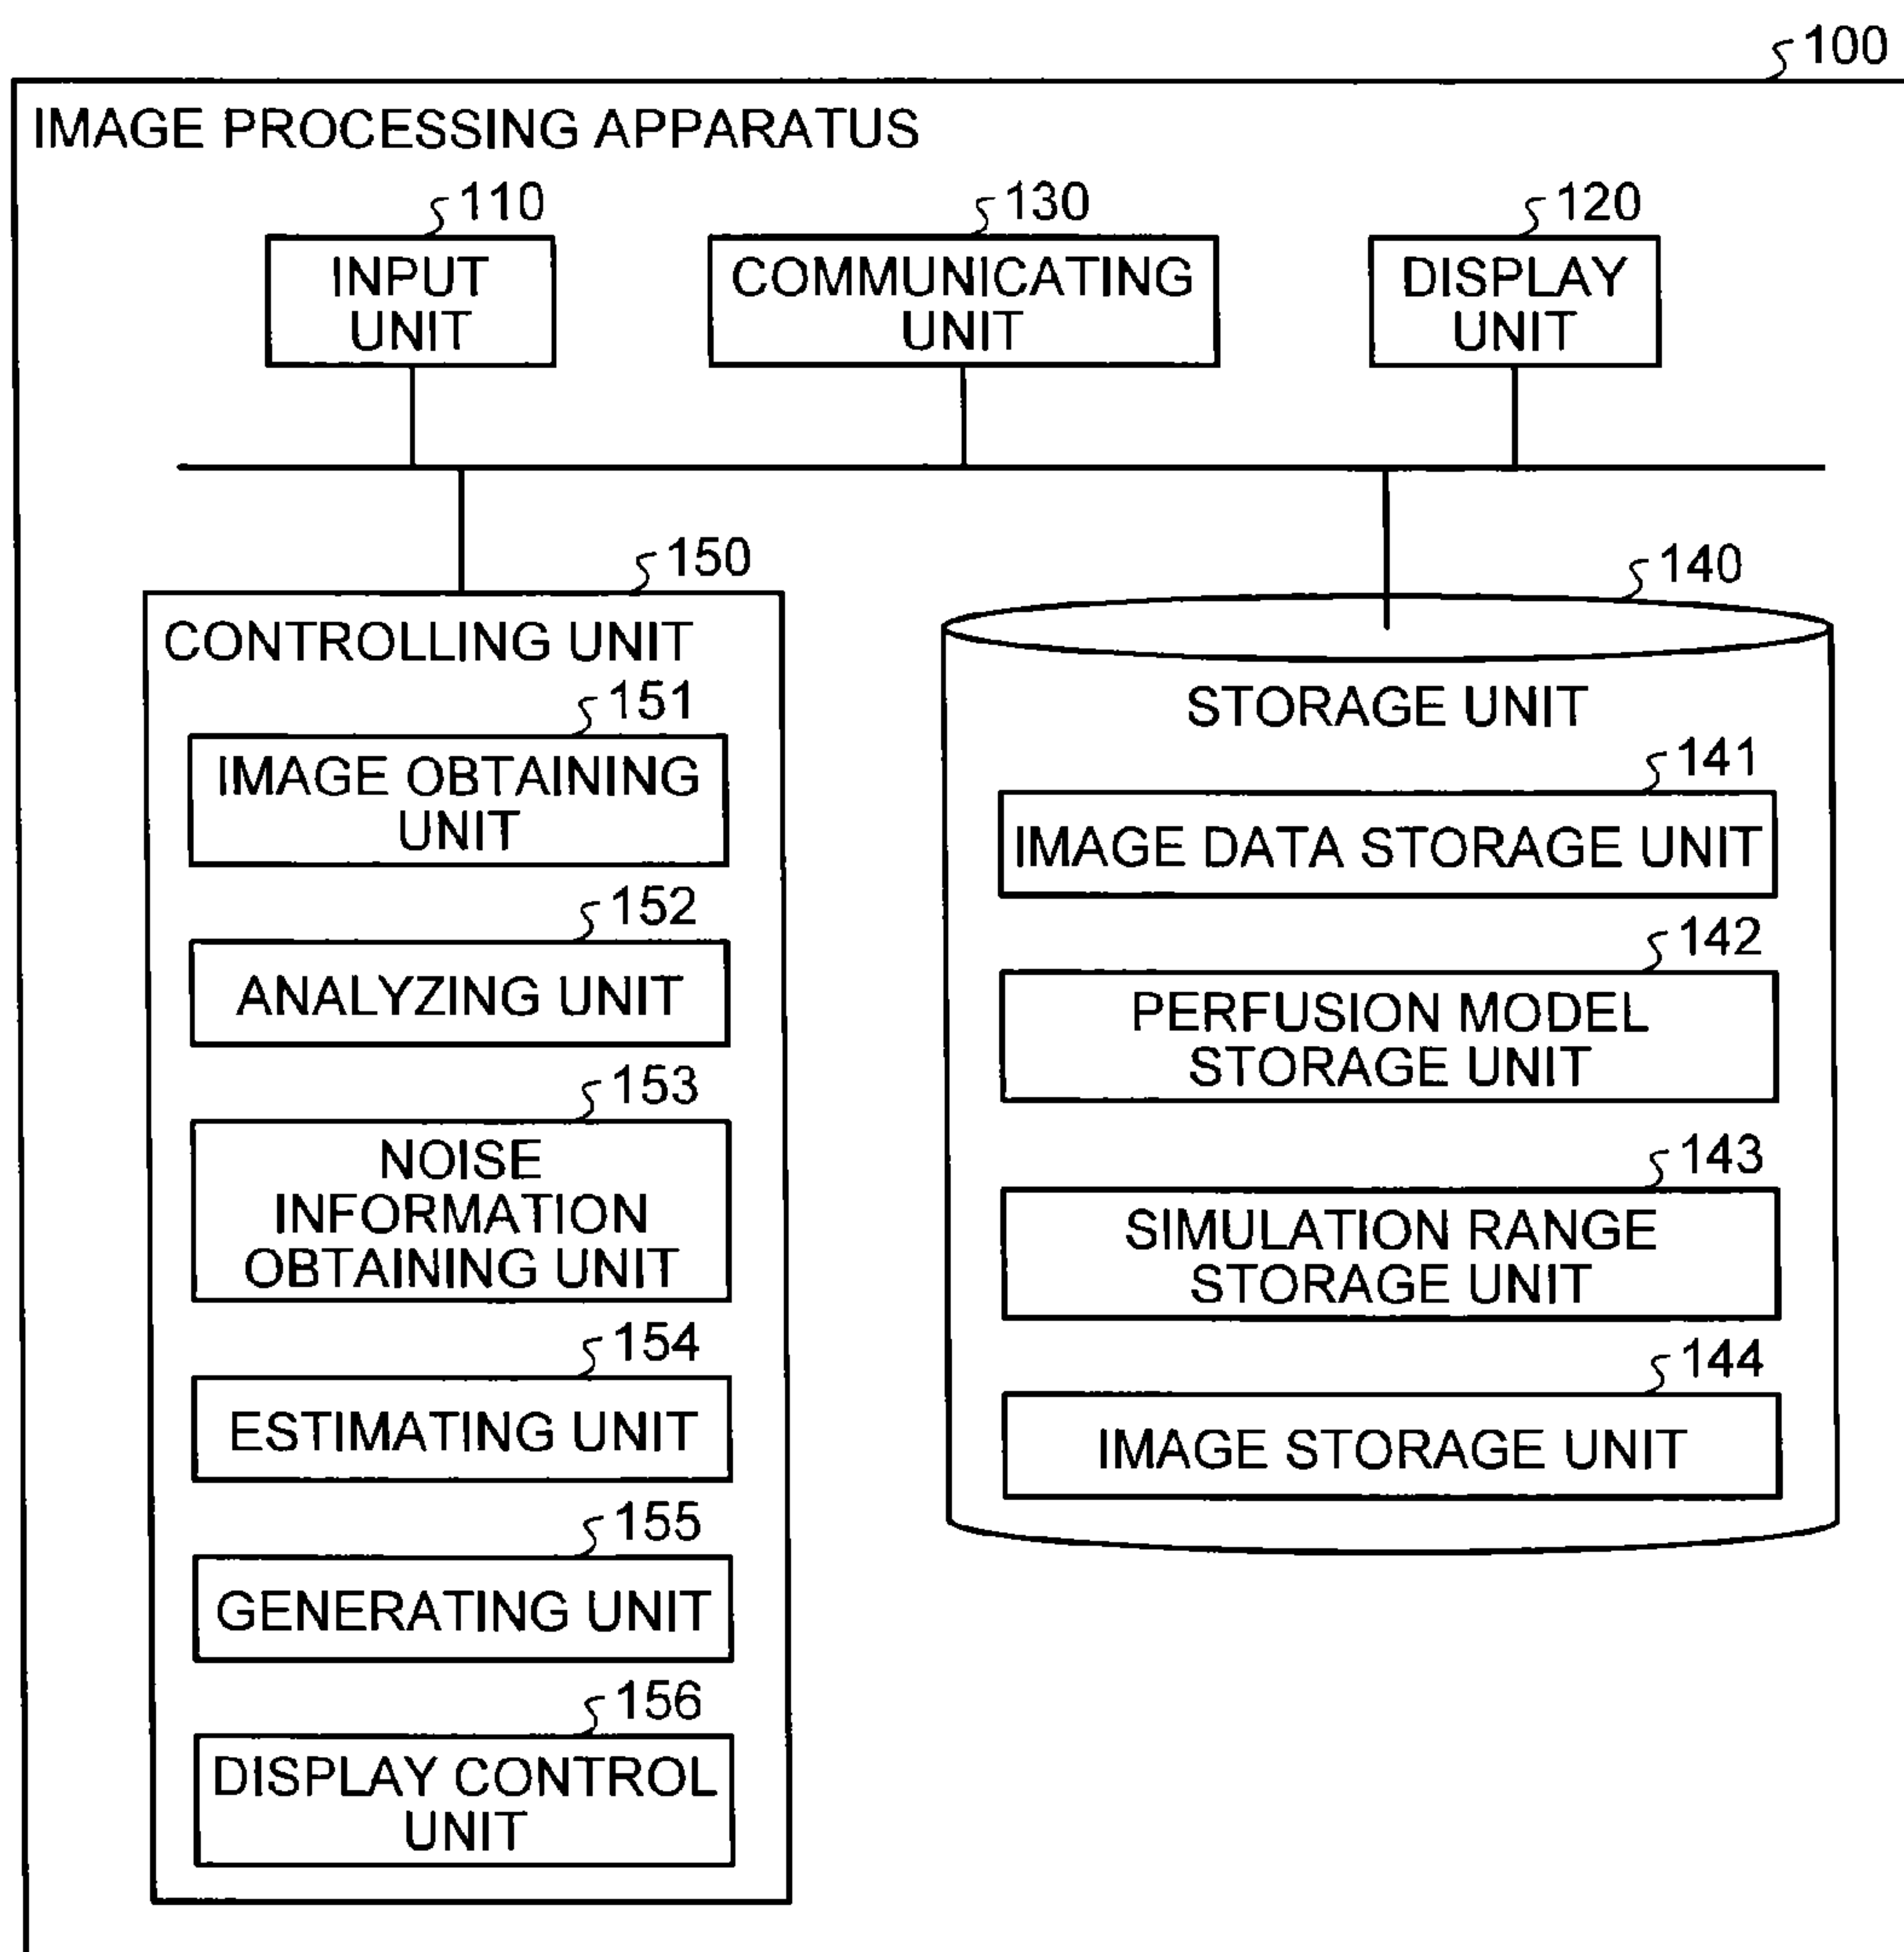 100
IMAGE PROCESSING APPARATUS
110
INPUT
UNIT
130
COMMUNICATING
UNIT
120
DISPLAY
UNIT
150
CONTROLLING UNIT
151
IMAGE OBTAINING
UNIT
152
ANALYZING UNIT
153
NOISE
INFORMATION
OBTAINING UNIT
154
ESTIMATING UNIT
155
GENERATING UNIT
156
DISPLAY CONTROL
UNIT
140
STORAGE UNIT
141
IMAGE DATA STORAGE UNIT
142
PERFUSION MODEL
STORAGE UNIT
143
SIMULATION RANGE
STORAGE UNIT
144
IMAGE STORAGE UNIT